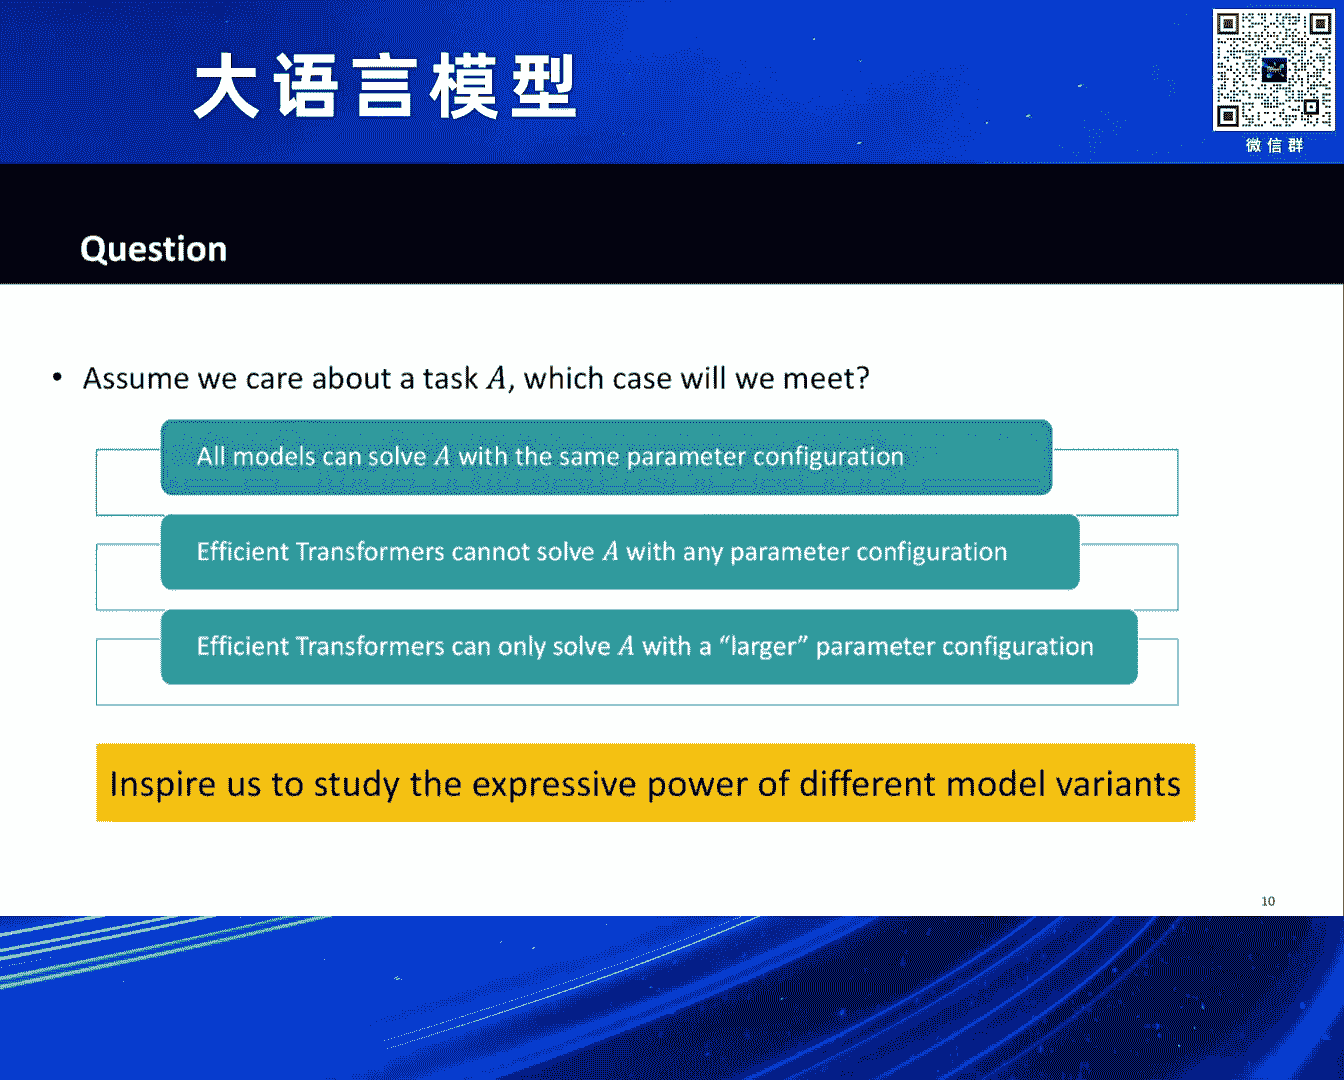 大语言模型
微信群
Question
• Assume we care about a task A, which case will we meet?
All models can solve A with the same parameter configuration
Efficient Transformers cannot solve A with any parameter configuration
Efficient Transformers can only solve A with a “larger” parameter configuration
Inspire us to study the expressive power of different model variants
10